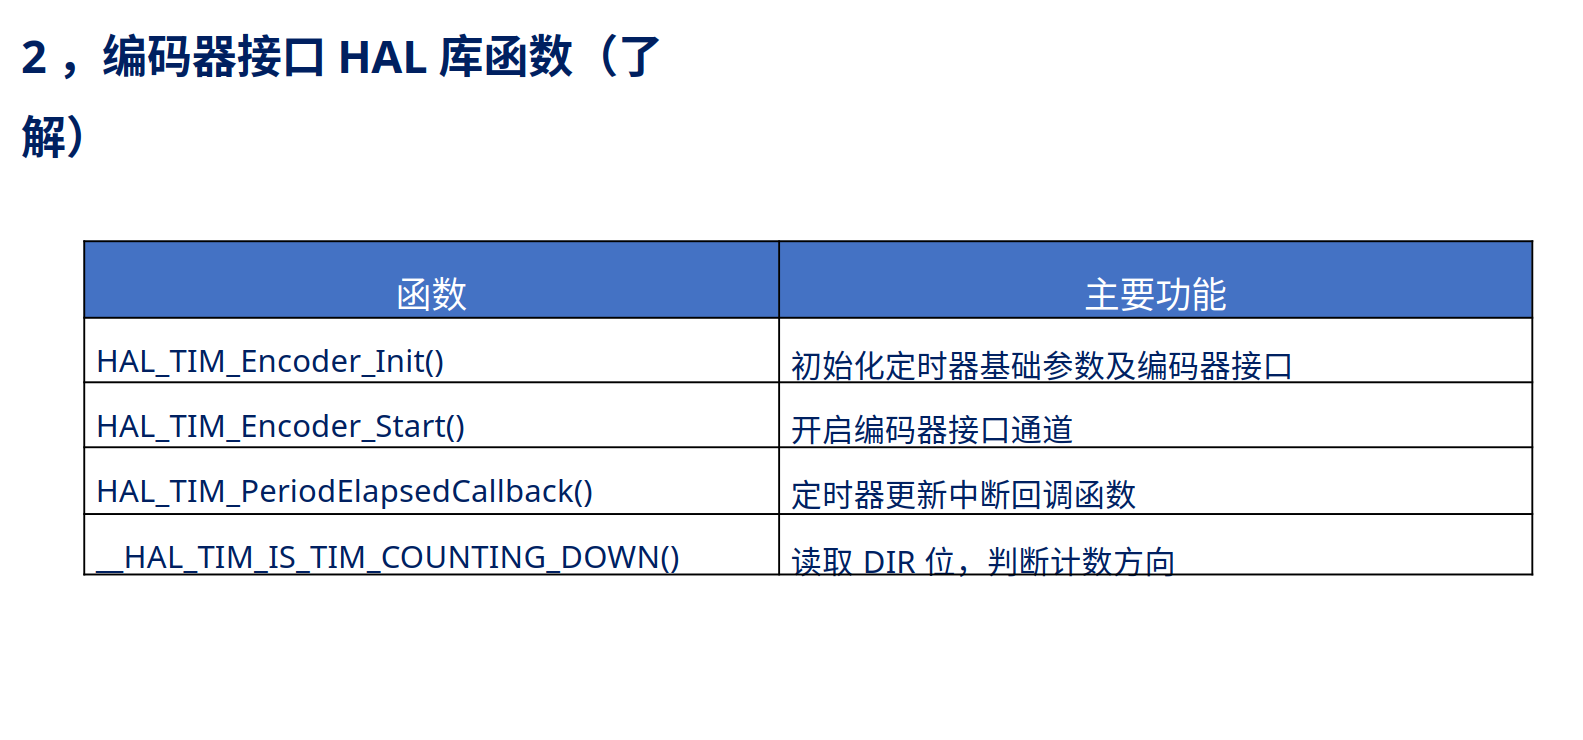 2，编码器接口 HAL 库函数（了
解）
函数 主要功能
HAL_TIM_Encoder_Init() 初始化定时器基础参数及编码器接口
HAL_TIM_Encoder_Start() 开启编码器接口通道
HAL_TIM_PeriodElapsedCallback() 定时器更新中断回调函数
__HAL_TIM_IS_TIM_COUNTING_DOWN() 读取 DIR 位，判断计数方向